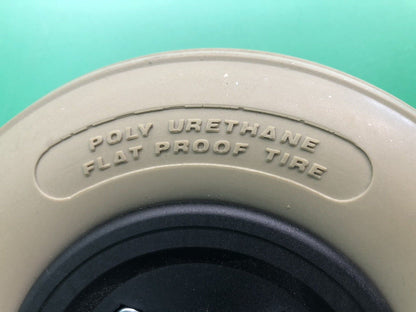 POLY URETHANE
FLAT PROOF TIRE